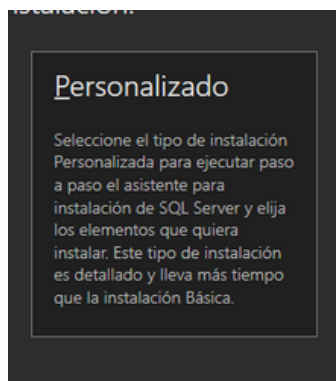 instalación.
Personalizado
Seleccione el tipo de instalación
Personalizada para ejecutar paso
a paso el asistente para
instalación de SQL Server y elija
los elementos que quiera
instalar. Este tipo de instalación
es detallado y lleva más tiempo
que la instalación Básica.